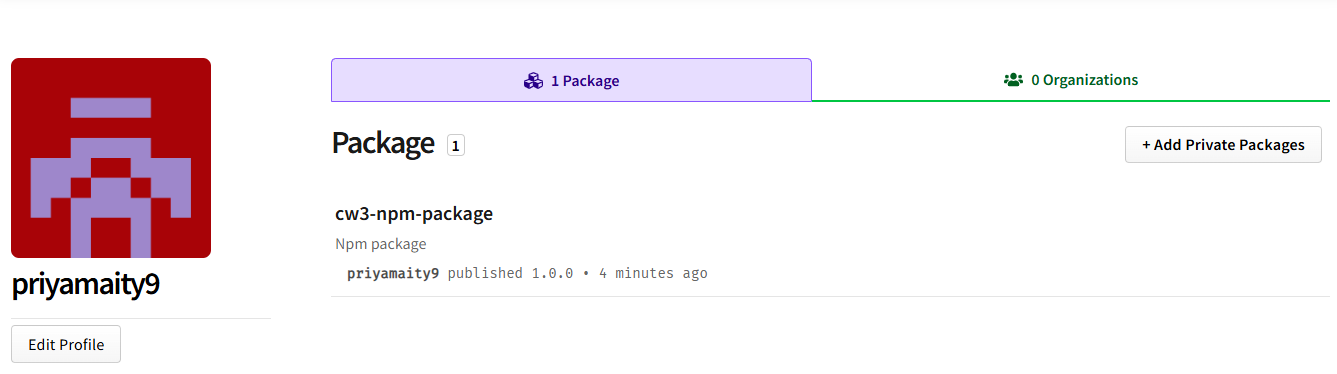 1 Package
0 Organizations
Package 1
+ Add Private Packages
cw3-npm-package
Npm package
priyamaity9 published 1.0.0 • 4 minutes ago
priyamaity9
Edit Profile